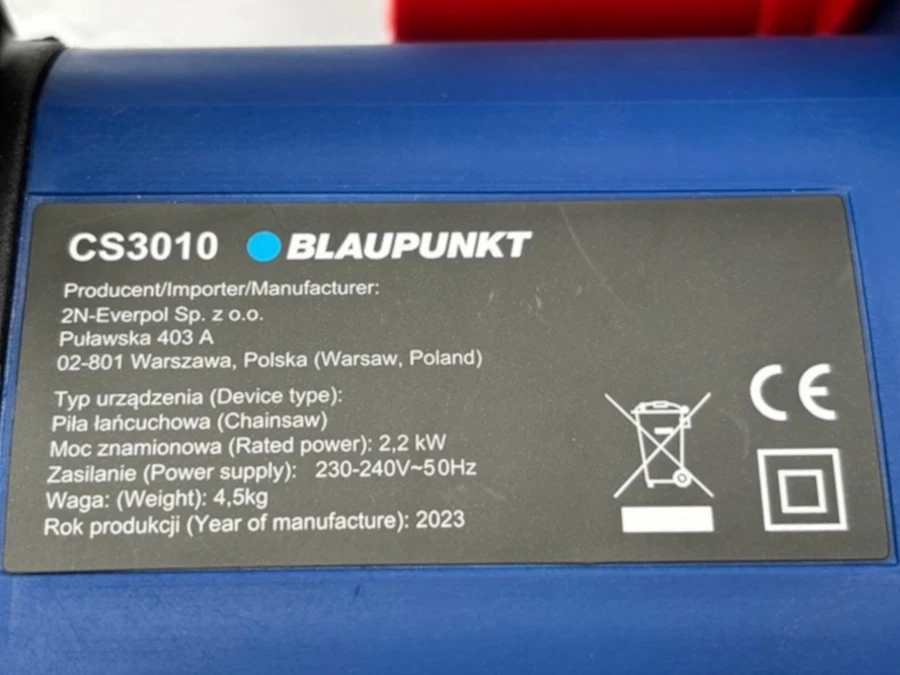 CS3010 BLAUPUNKT
Producent/Importer/Manufacturer:
2N-Everpol Sp. z o.o.
Puławska 403 A
02-801 Warszawa, Polska (Warsaw, Poland)
Typ urządzenia (Device type):
Piła łańcuchowa (Chainsaw)
Moc znamionowa (Rated power): 2,2 kW
Zasilanie (Power supply): 230-240V~50Hz
Waga: (Weight): 4,5kg
Rok produkcji (Year of manufacture): 2023
CE